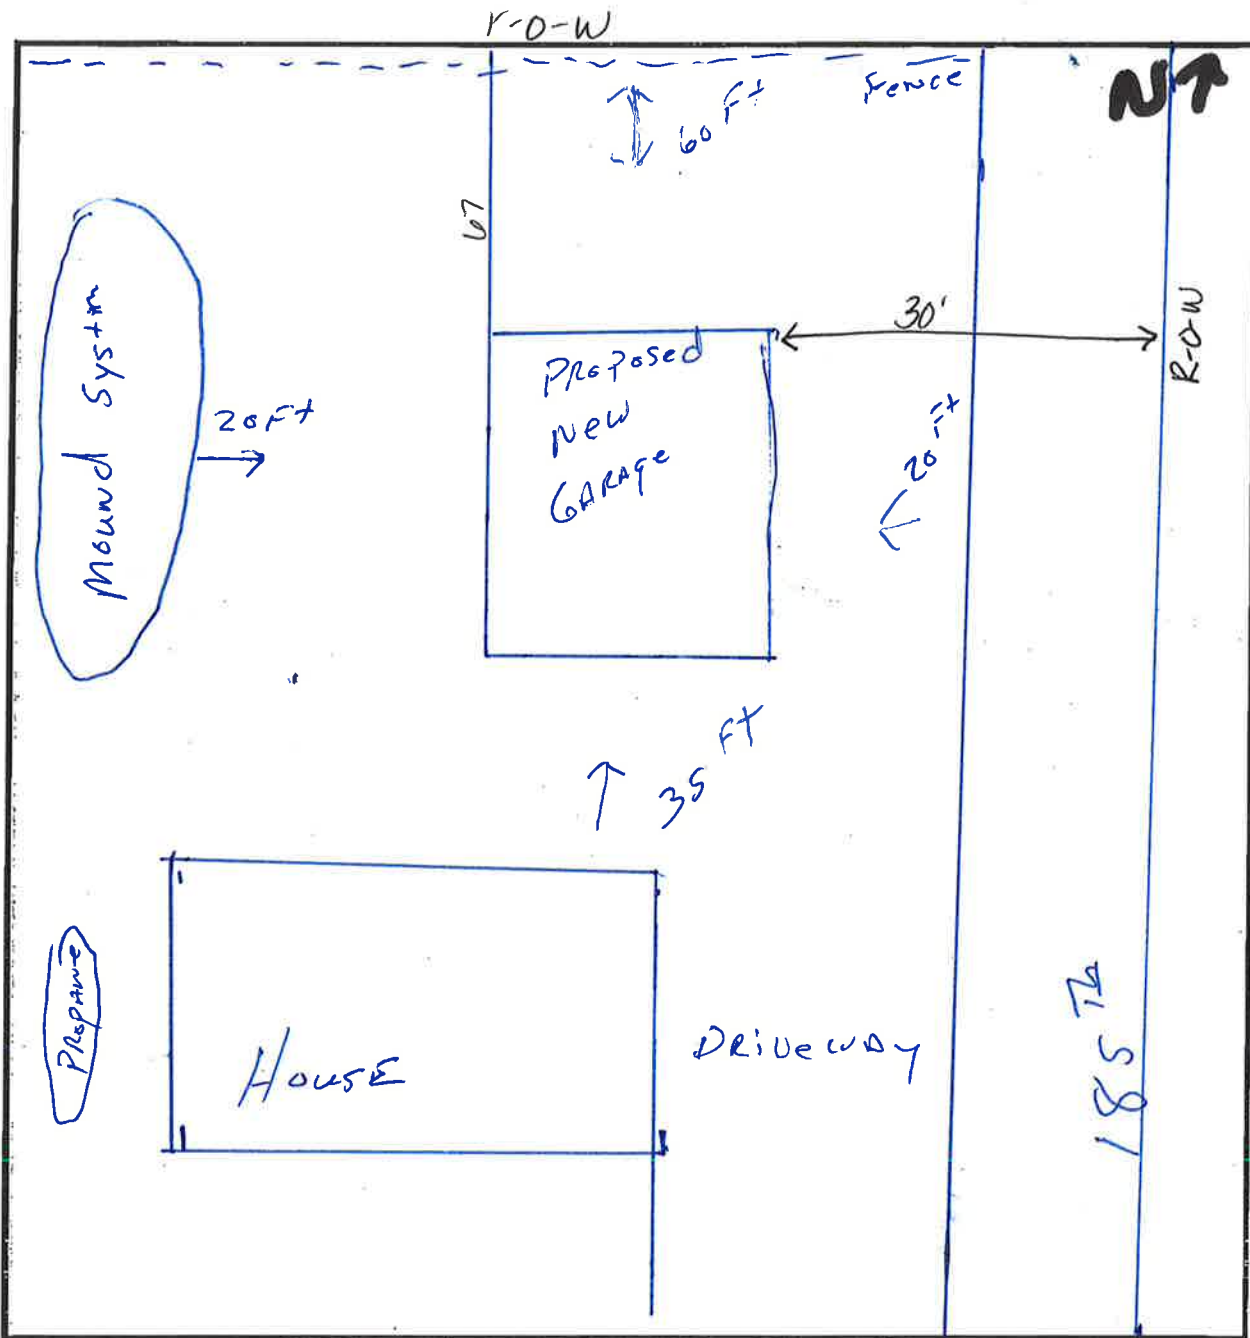 r-o-w
N
Fence
60 Ft
67
30'
R-O-W
Mound System
20 Ft
PRoPosed
New
GARAge
20 Ft
35 Ft
PRoPANe
House
DRiVewAy
185 Th